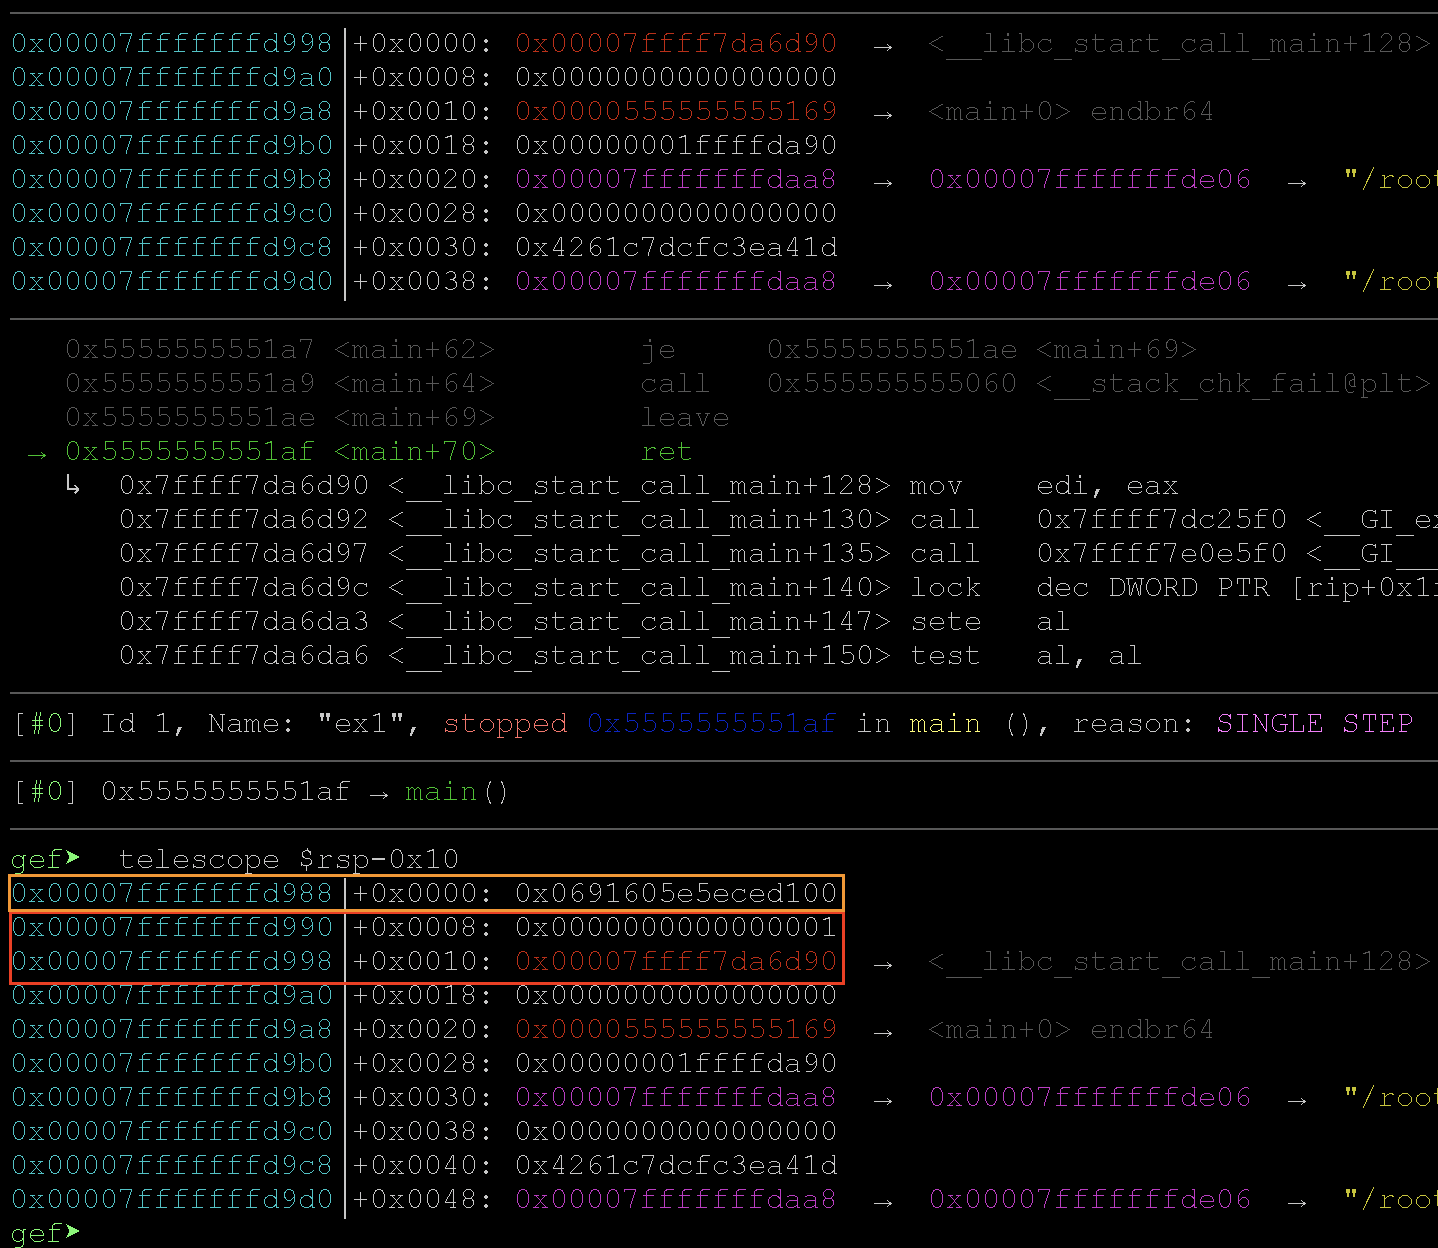 0x00007fffffffd998│+0x0000: 0x00007ffff7da6d90  →  <__libc_start_call_main+128>
0x00007fffffffd9a0│+0x0008: 0x0000000000000000
0x00007fffffffd9a8│+0x0010: 0x0000555555555169  →  <main+0> endbr64
0x00007fffffffd9b0│+0x0018: 0x00000001ffffda90
0x00007fffffffd9b8│+0x0020: 0x00007fffffffdaa8  →  0x00007fffffffde06  →  "/root
0x00007fffffffd9c0│+0x0028: 0x0000000000000000
0x00007fffffffd9c8│+0x0030: 0x4261c7dcfc3ea41d
0x00007fffffffd9d0│+0x0038: 0x00007fffffffdaa8  →  0x00007fffffffde06  →  "/root
0x5555555551a7 <main+62>        je     0x5555555551ae <main+69>
0x5555555551a9 <main+64>        call   0x555555555060 <__stack_chk_fail@plt>
0x5555555551ae <main+69>        leave
→ 0x5555555551af <main+70>        ret
↳  0x7ffff7da6d90 <__libc_start_call_main+128> mov    edi, eax
0x7ffff7da6d92 <__libc_start_call_main+130> call   0x7ffff7dc25f0 <__GI_ex
0x7ffff7da6d97 <__libc_start_call_main+135> call   0x7ffff7e0e5f0 <__GI___
0x7ffff7da6d9c <__libc_start_call_main+140> lock   dec DWORD PTR [rip+0x1f
0x7ffff7da6da3 <__libc_start_call_main+147> sete   al
0x7ffff7da6da6 <__libc_start_call_main+150> test   al, al
[#0] Id 1, Name: "ex1", stopped 0x5555555551af in main (), reason: SINGLE STEP
[#0] 0x5555555551af → main()
gef➤  telescope $rsp-0x10
0x00007fffffffd988│+0x0000: 0x0691605e5eced100
0x00007fffffffd990│+0x0008: 0x0000000000000001
0x00007fffffffd998│+0x0010: 0x00007ffff7da6d90  →  <__libc_start_call_main+128>
0x00007fffffffd9a0│+0x0018: 0x0000000000000000
0x00007fffffffd9a8│+0x0020: 0x0000555555555169  →  <main+0> endbr64
0x00007fffffffd9b0│+0x0028: 0x00000001ffffda90
0x00007fffffffd9b8│+0x0030: 0x00007fffffffdaa8  →  0x00007fffffffde06  →  "/root
0x00007fffffffd9c0│+0x0038: 0x0000000000000000
0x00007fffffffd9c8│+0x0040: 0x4261c7dcfc3ea41d
0x00007fffffffd9d0│+0x0048: 0x00007fffffffdaa8  →  0x00007fffffffde06  →  "/root
gef➤